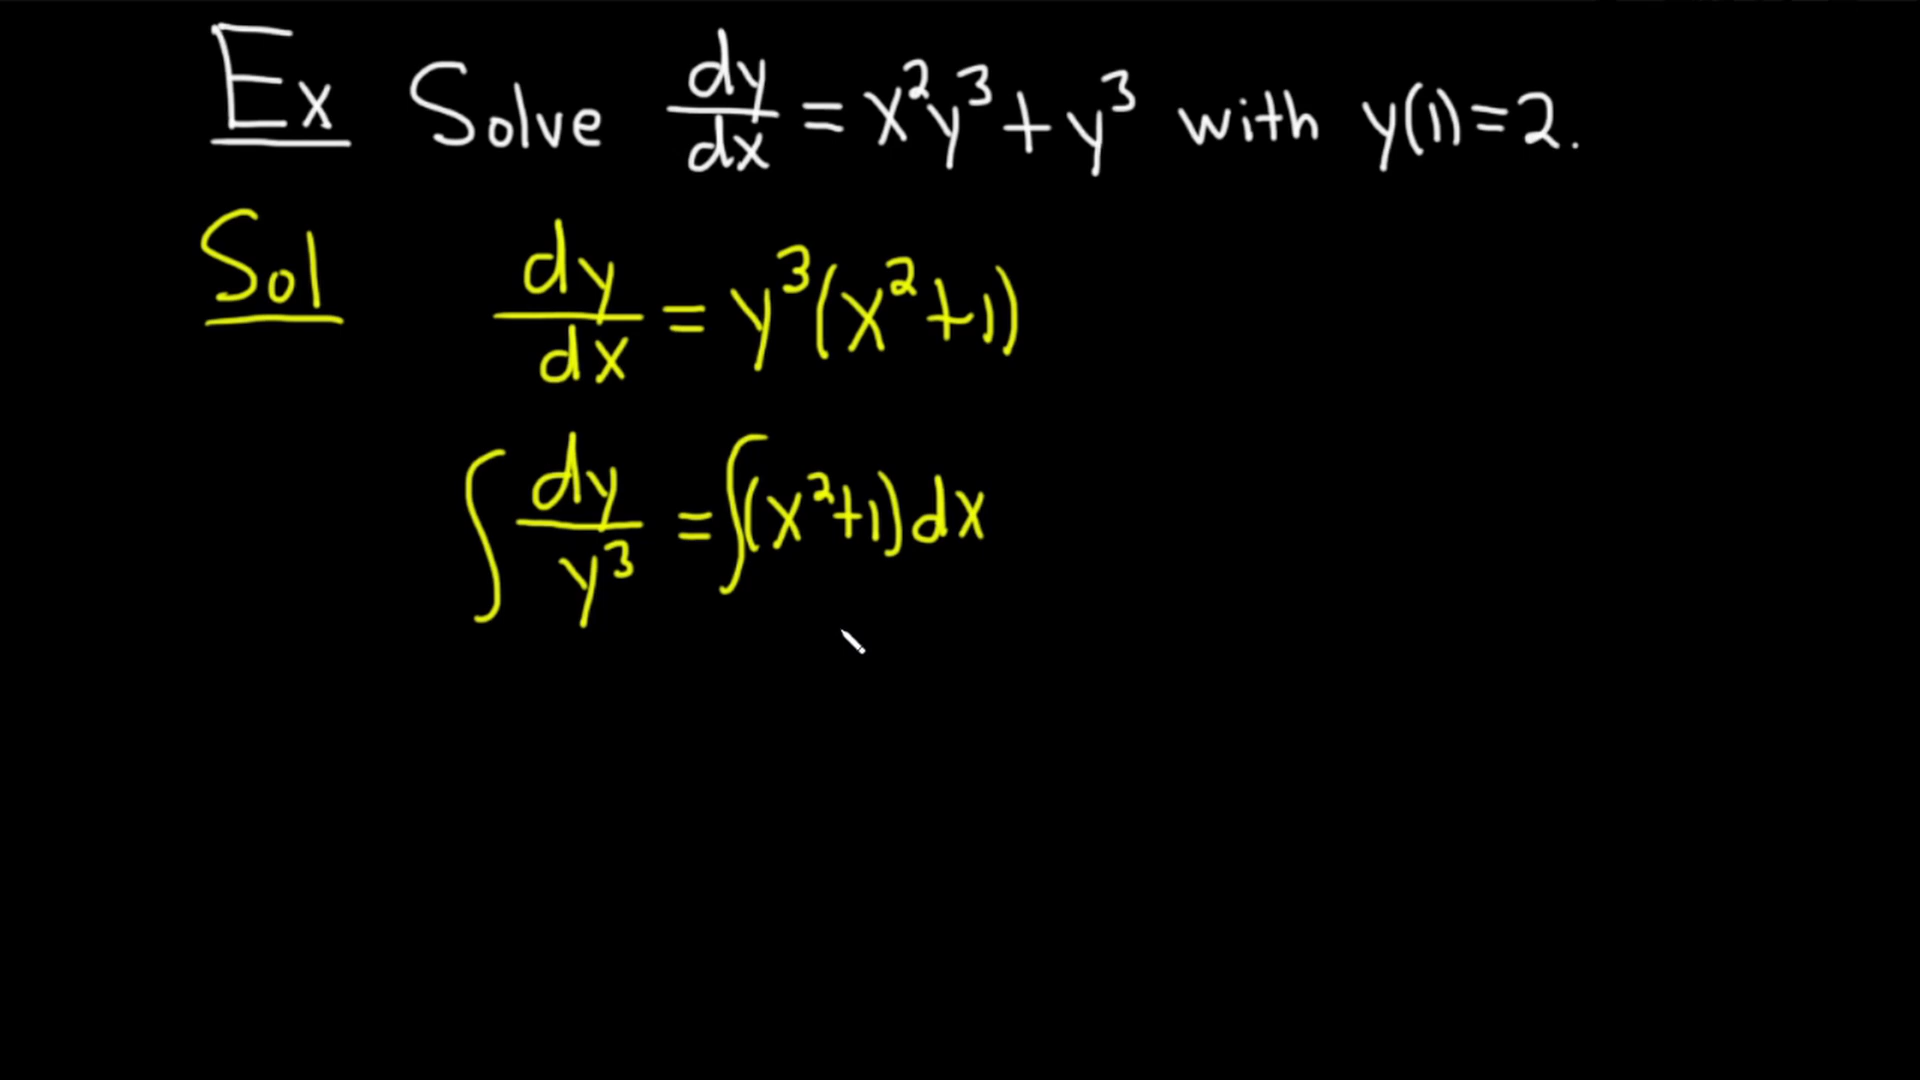 Ex Solve dy/dx = x²y³ + y³ with y(1) = 2.
Sol dy/dx = y³(x² + 1)
∫ dy/y³ = ∫(x² + 1) dx